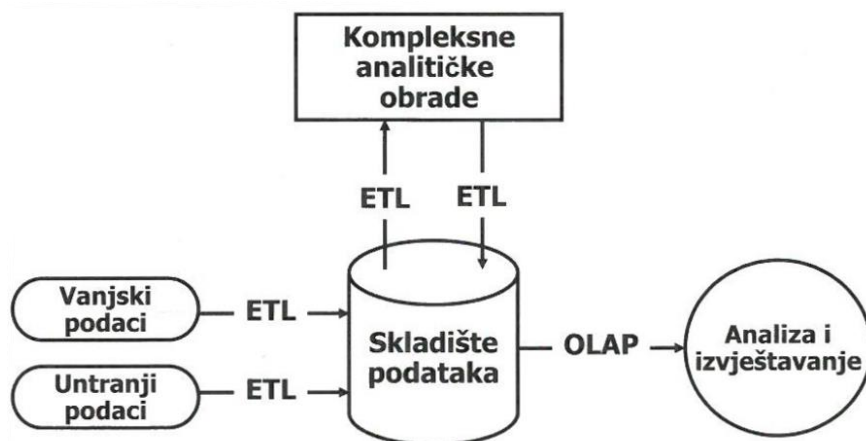 Kompleksne
analitičke
obrade
ETL
ETL
Vanjski
podaci
ETL
Untranji
podaci
ETL
Skladište
podataka
OLAP
Analiza i
izvještavanje